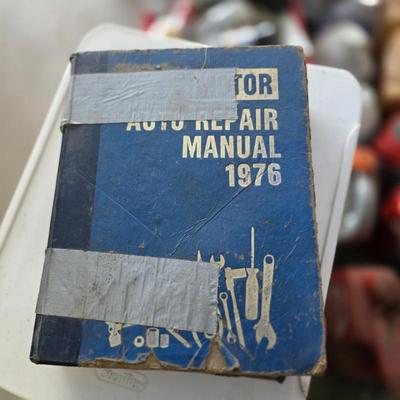 TOR
AUTO REPAIR
MANUAL
1976